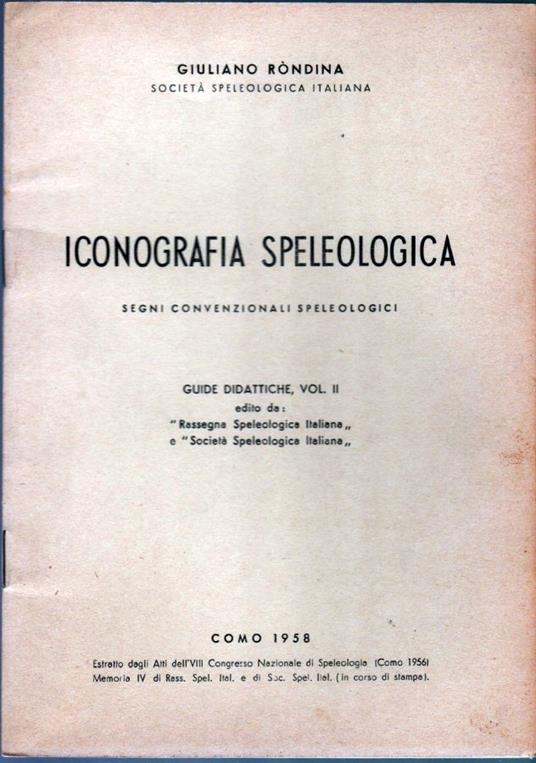 GIULIANO RÒNDINA
SOCIETÀ SPELEOLOGICA ITALIANA
ICONOGRAFIA SPELEOLOGICA
SEGNI CONVENZIONALI SPELEOLOGICI
GUIDE DIDATTICHE, VOL. II
edito da:
"Rassegna Speleologica Italiana„
e "Società Speleologica Italiana„
COMO 1958
Estratto dagli Atti dell'VIII Congresso Nazionale di Speleologia (Como 1956)
Memoria IV di Rass. Spel. Ital. e di Soc. Spel. Ital. (in corso di stampa).